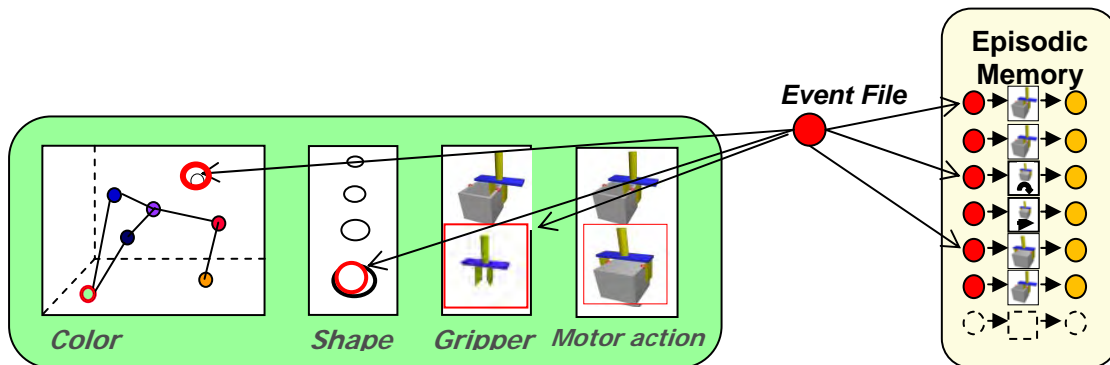 Episodic
Memory
Event File
Color
Shape
Gripper
Motor action